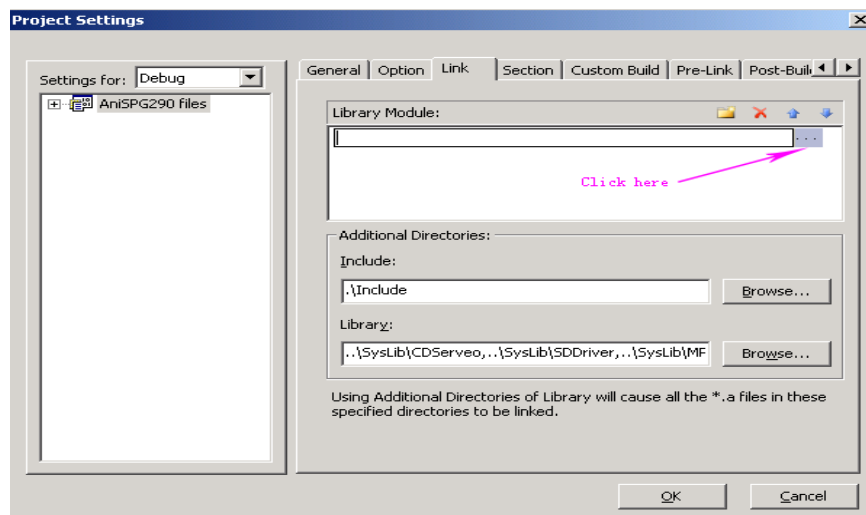 Project Settings
Settings for: Debug
AniSPG290 files
General Option Link Section Custom Build Pre-Link Post-Buil
Library Module:
...
Click here
Additional Directories:
Include:
.\Include
Browse...
Library:
..\SysLib\CDServeo,..\SysLib\SDDriver,..\SysLib\MF
Browse...
Using Additional Directories of Library will cause all the *.a files in these
specified directories to be linked.
OK Cancel